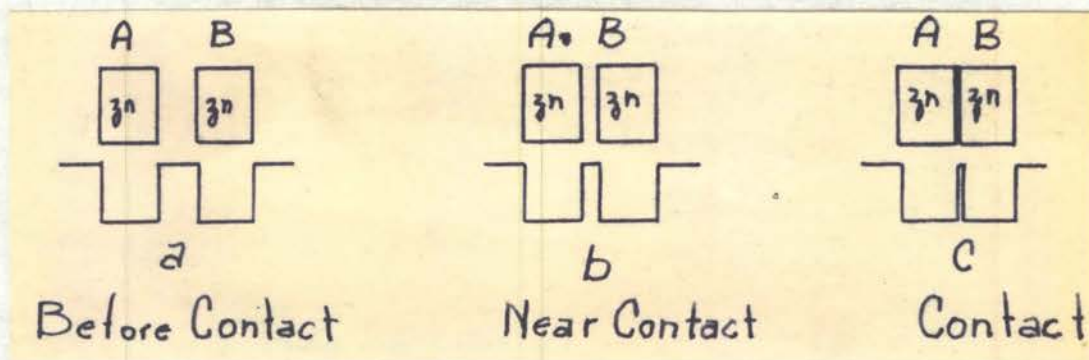 A B A. B A B
zn zn zn zn zn zn
a b c
Before Contact Near Contact Contact